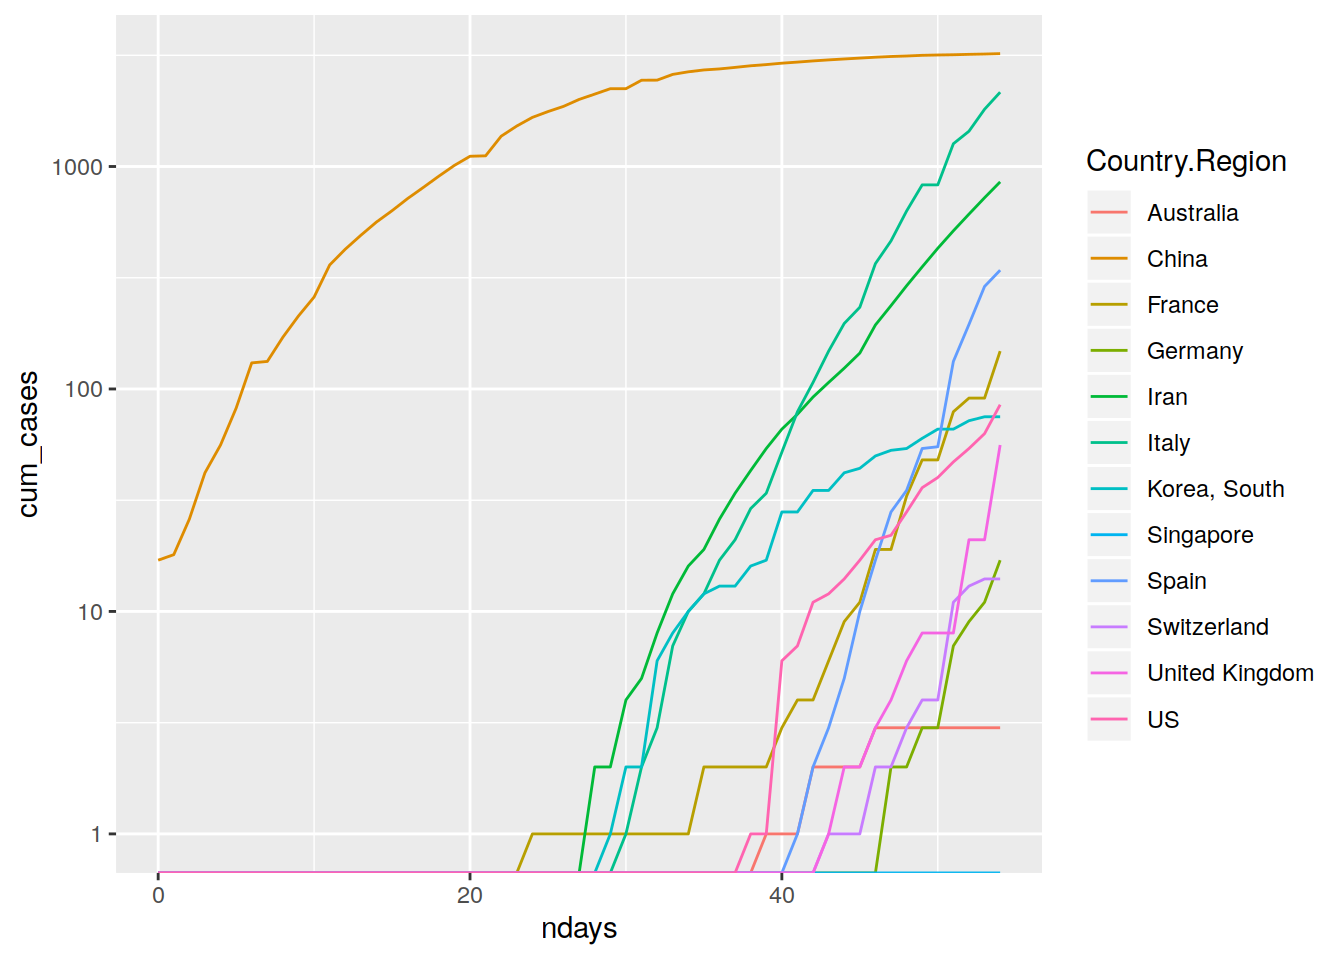 cum_cases
1000
100
10
1
0
20
40
ndays
Country.Region
Australia
China
France
Germany
Iran
Italy
Korea, South
Singapore
Spain
Switzerland
United Kingdom
US